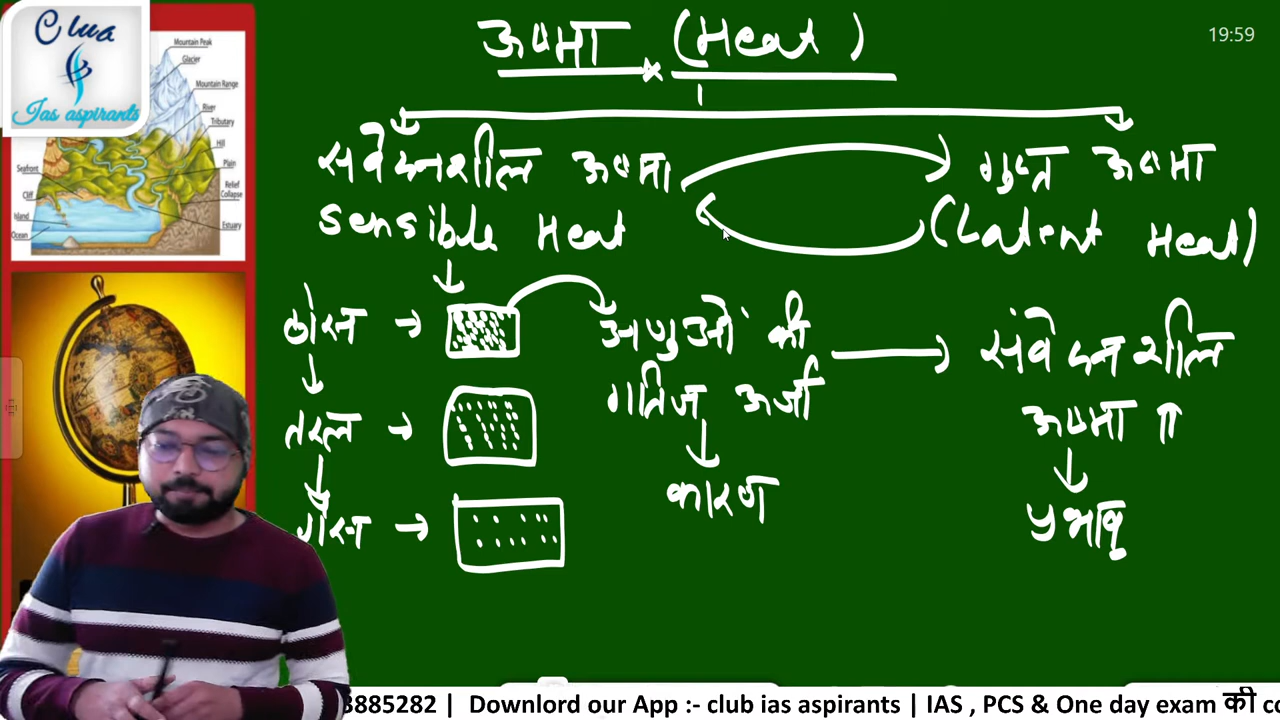 Club
Ias aspirants
Mountain Peak
Glacier
Mountain Range
River
Tributary
Hill
Plain
Relief
Collapse
Estuary
Seafront
Cliff
Island
Ocean
19:59
ऊष्मा (Heat)
संवेदनशील ऊष्मा
Sensible Heat
गुप्त ऊष्मा
(Latent Heat)
ठोस →
तरल →
गैस →
अणुओं की
गतिज ऊर्जा
कारण
संवेदनशील
ऊष्मा ⇑
प्रभाव
3885282 | Downlord our App :- club ias aspirants | IAS , PCS & One day exam की